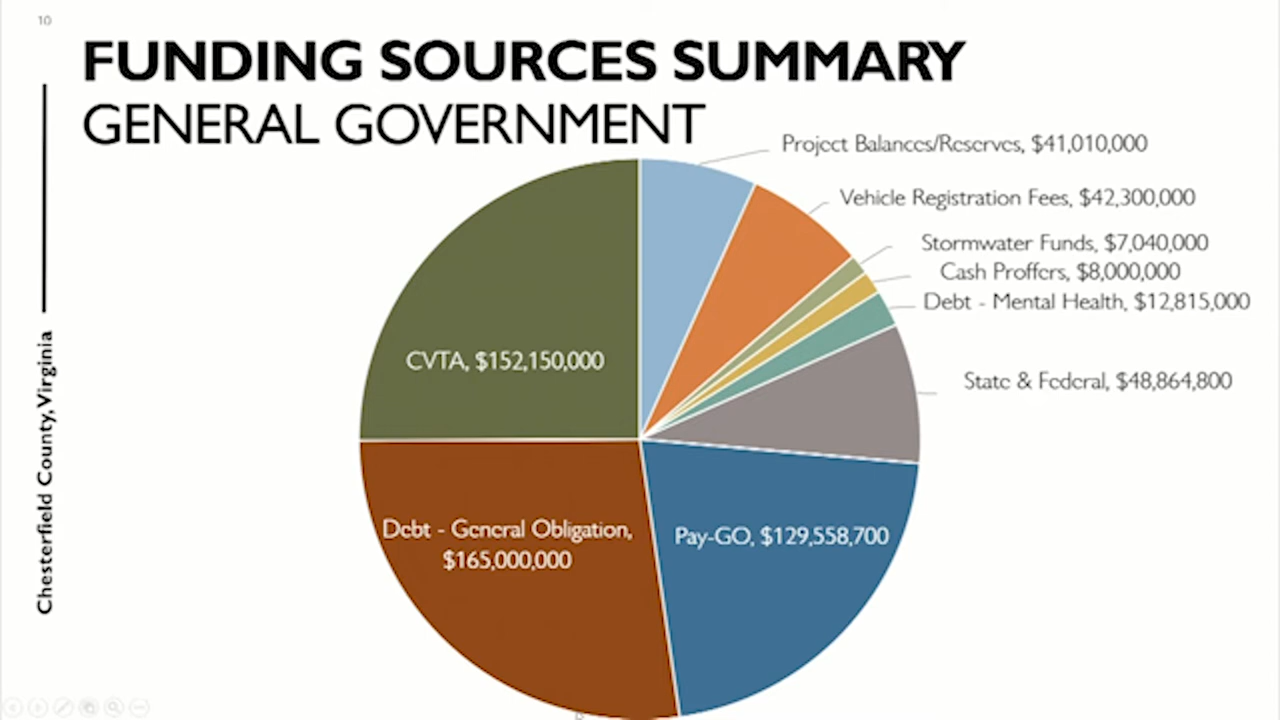 10
FUNDING SOURCES SUMMARY
GENERAL GOVERNMENT
Project Balances/Reserves, $41,010,000
Vehicle Registration Fees, $42,300,000
Stormwater Funds, $7,040,000
Cash Proffers, $8,000,000
Debt - Mental Health, $12,815,000
State & Federal, $48,864,800
CVTA, $152,150,000
Debt - General Obligation,
$165,000,000
Pay-GO, $129,558,700
Chesterfield County, Virginia